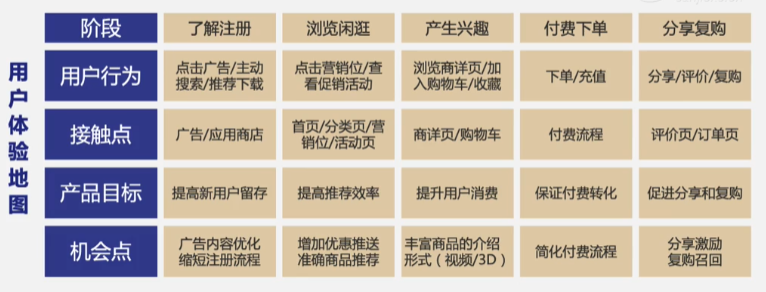 用户体验地图
阶段
了解注册
浏览闲逛
产生兴趣
付费下单
分享复购
用户行为
点击广告/主动
搜索/推荐下载
点击营销位/查
看促销活动
浏览商详页/加
入购物车/收藏
下单/充值
分享/评价/复购
接触点
广告/应用商店
首页/分类页/营
销位/活动页
商详页/购物车
付费流程
评价页/订单页
产品目标
提高新用户留存
提高推荐效率
提升用户消费
保证付费转化
促进分享和复购
机会点
广告内容优化
缩短注册流程
增加优惠推送
准确商品推荐
丰富商品的介绍
形式（视频/3D）
简化付费流程
分享激励
复购召回